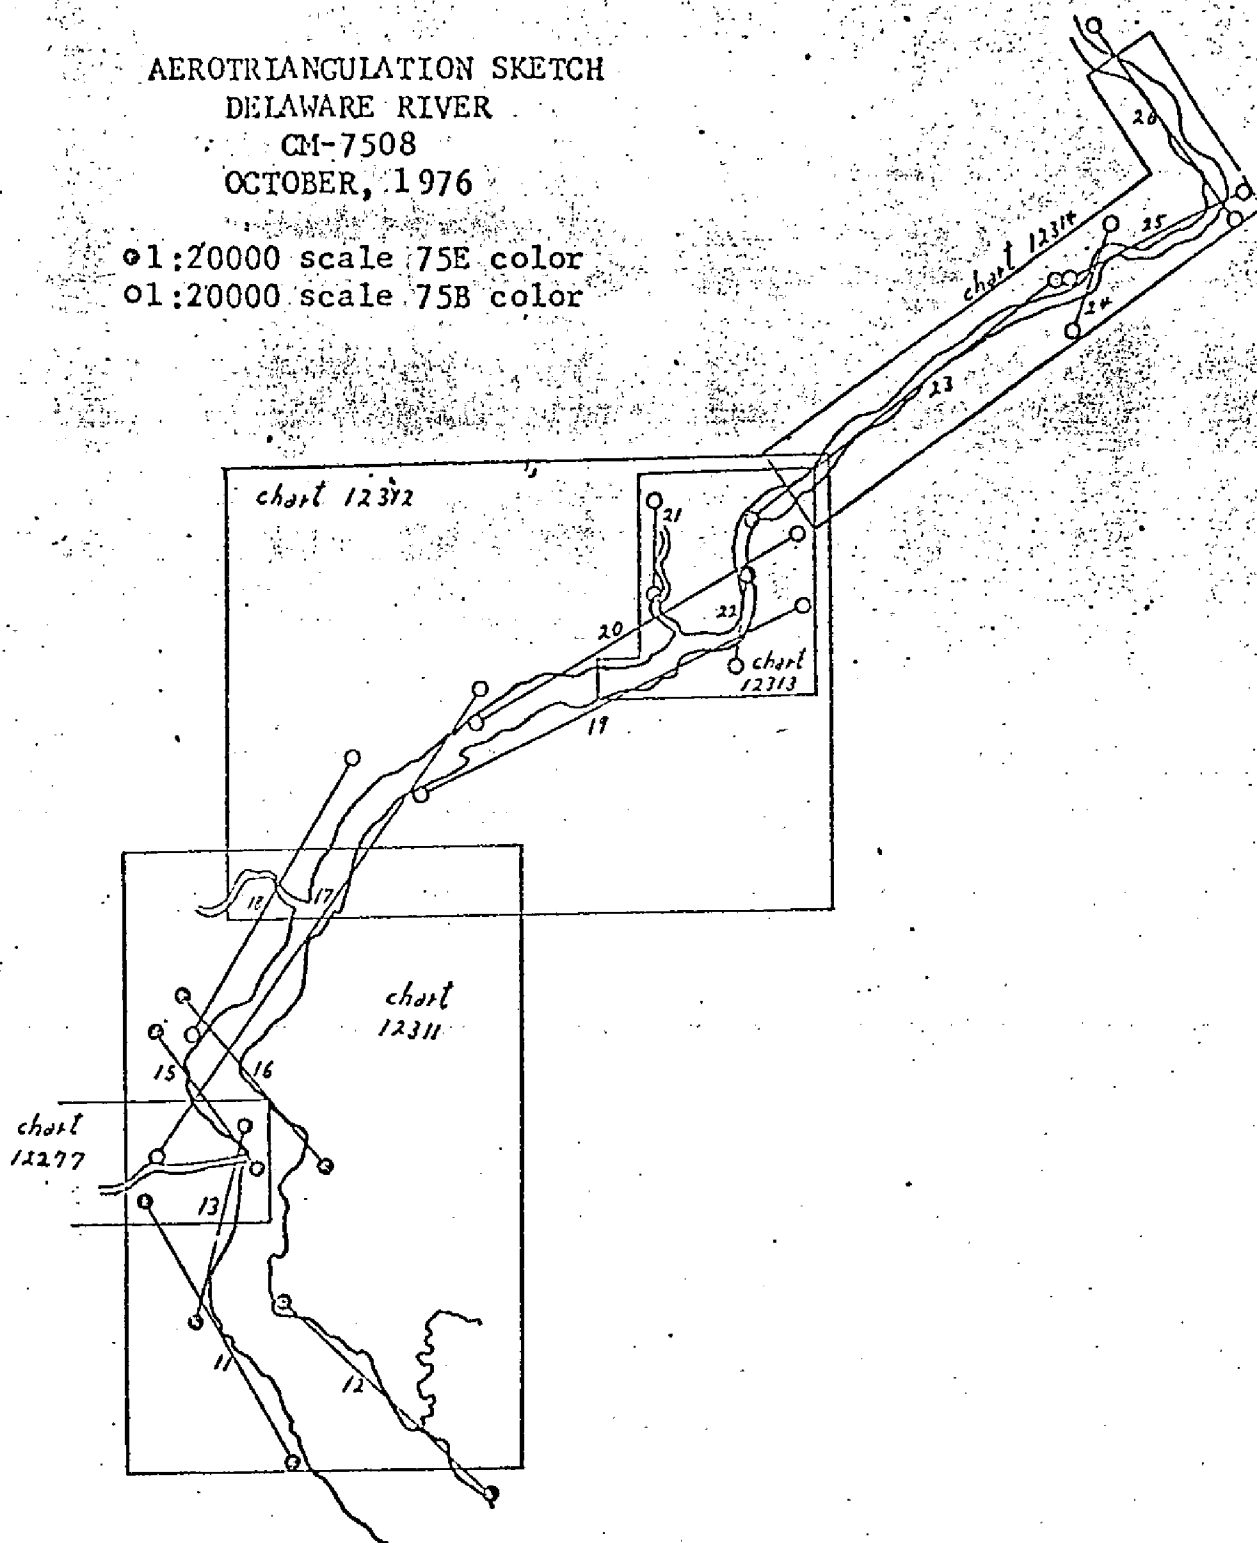 AEROTRIANGULATION SKETCH
DELAWARE RIVER
CM-7508
OCTOBER, 1976
1:20000 scale 75E color
1:20000 scale 75B color
26
25
chart 12314
24
23
chart 12312
21
22
20
chart
12313
19
18
17
chart
12311
15
16
chart
12277
13
11
12